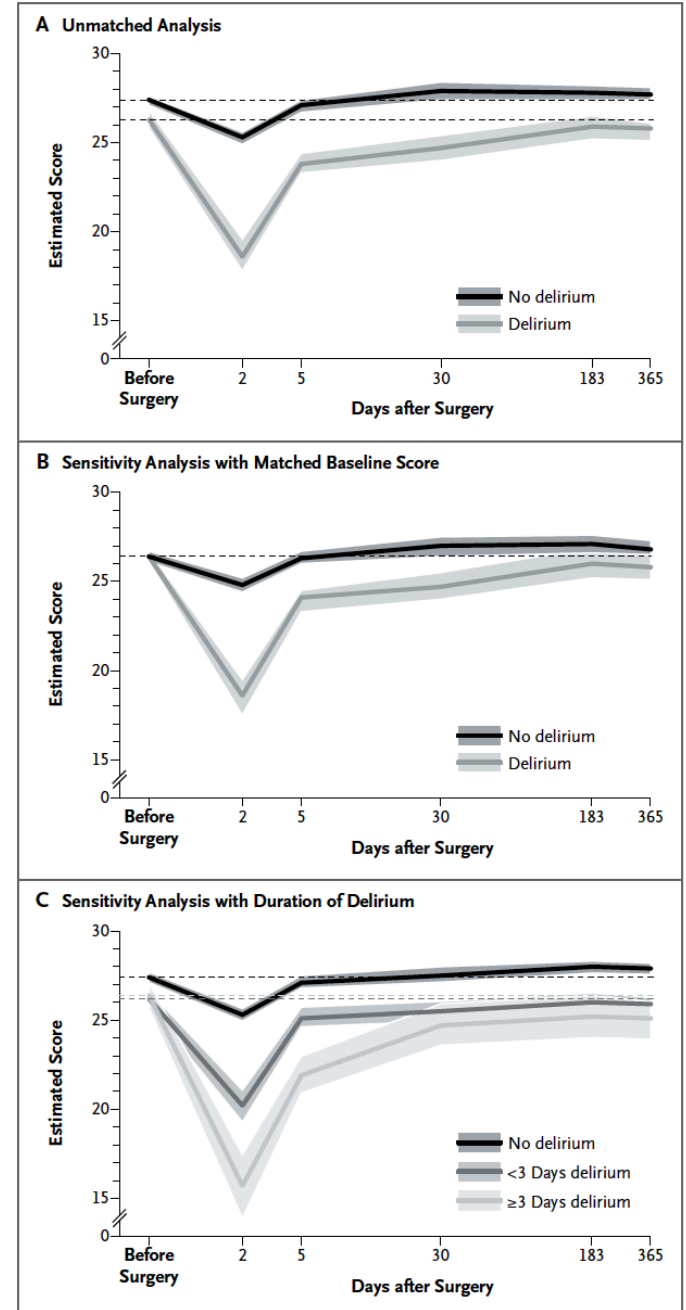 A Unmatched Analysis
30
25
20
15
0
Estimated Score
No delirium
Delirium
Before Surgery
2
5
30
183
365
Days after Surgery
B Sensitivity Analysis with Matched Baseline Score
30
25
20
15
0
Estimated Score
No delirium
Delirium
Before Surgery
2
5
30
183
365
Days after Surgery
C Sensitivity Analysis with Duration of Delirium
30
25
20
15
0
Estimated Score
No delirium
<3 Days delirium
≥3 Days delirium
Before Surgery
2
5
30
183
365
Days after Surgery